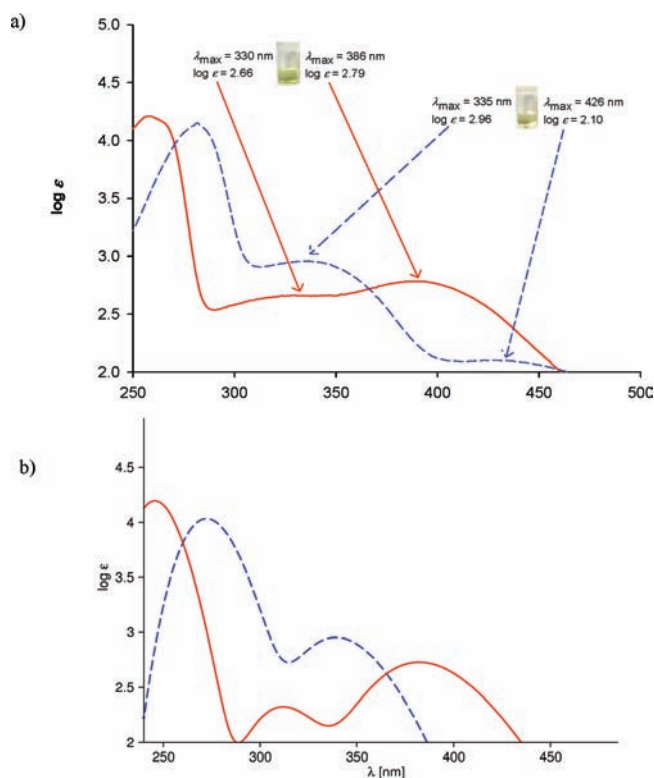 a)
5.0
λmax = 330 nm
log ε = 2.66
λmax = 386 nm
log ε = 2.79
4.5
λmax = 335 nm
log ε = 2.96
λmax = 426 nm
log ε = 2.10
4.0
log ε
3.5
3.0
2.5
2.0
250 300 350 400 450 500
b)
4.5
4
log ε
3.5
3
2.5
2
250 300 350 400 450
λ [nm]